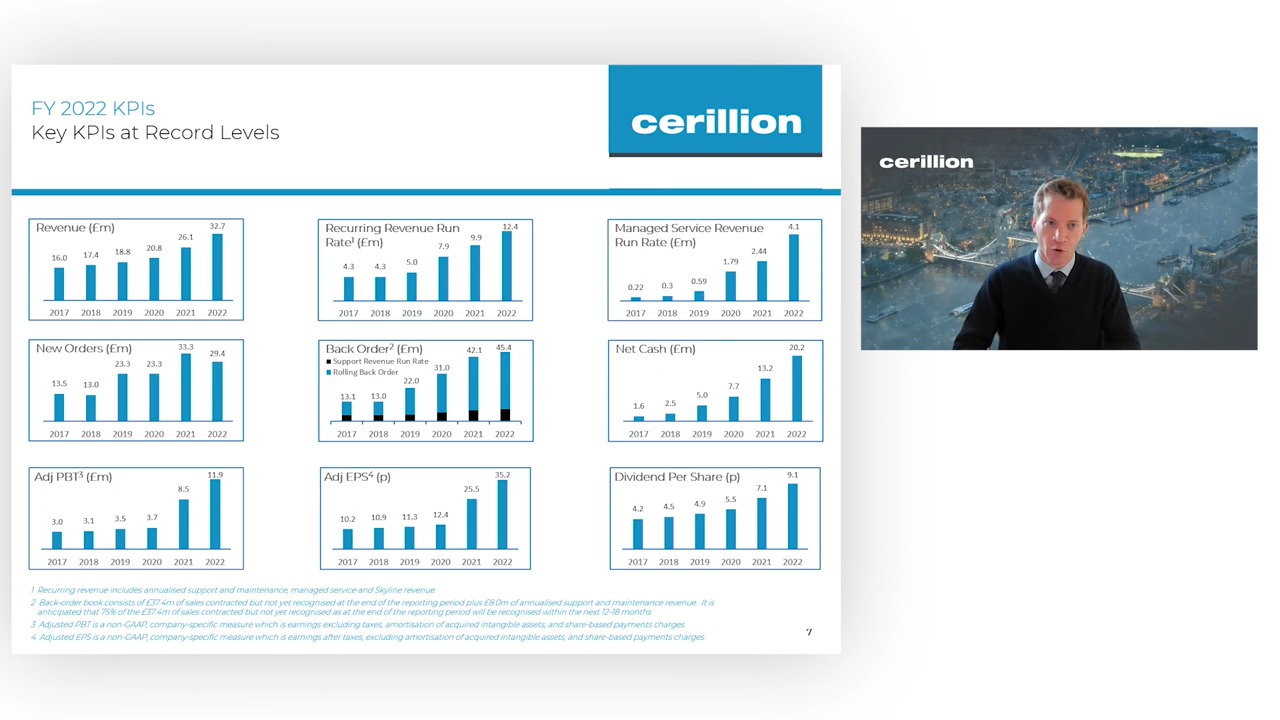 FY 2022 KPIs
Key KPIs at Record Levels
cerillion
cerillion
Revenue (£m)
16.0 17.4 18.8 20.8 26.1 32.7
2017 2018 2019 2020 2021 2022
Recurring Revenue Run
Rate¹ (£m)
4.3 4.3 5.0 7.9 9.9 12.4
2017 2018 2019 2020 2021 2022
Managed Service Revenue
Run Rate (£m)
0.22 0.3 0.59 1.79 2.44 4.1
2017 2018 2019 2020 2021 2022
New Orders (£m)
13.5 13.0 23.3 23.3 33.3 29.4
2017 2018 2019 2020 2021 2022
Back Order² (£m)
Support Revenue Run Rate
Rolling Back Order
13.1 13.0 22.0 31.0 42.1 45.4
2017 2018 2019 2020 2021 2022
Net Cash (£m)
1.6 2.5 5.0 7.7 13.2 20.2
2017 2018 2019 2020 2021 2022
Adj PBT³ (£m)
3.0 3.1 3.5 3.7 8.5 11.9
2017 2018 2019 2020 2021 2022
Adj EPS⁴ (p)
10.2 10.9 11.3 12.4 25.5 35.2
2017 2018 2019 2020 2021 2022
Dividend Per Share (p)
4.2 4.5 4.9 5.5 7.1 9.1
2017 2018 2019 2020 2021 2022
1 Recurring revenue includes annualised support and maintenance, managed service and Skyline revenue
2 Back-order book consists of £37.4m of sales contracted but not yet recognised at the end of the reporting period plus £8.0m of annualised support and maintenance revenue. It is
anticipated that 75% of the £37.4m of sales contracted but not yet recognised as at the end of the reporting period will be recognised within the next 12-18 months
3 Adjusted PBT is a non-GAAP, company-specific measure which is earnings excluding taxes, amortisation of acquired intangible assets, and share-based payments charges
4 Adjusted EPS is a non-GAAP, company-specific measure which is earnings after taxes, excluding amortisation of acquired intangible assets, and share-based payments charges.
7